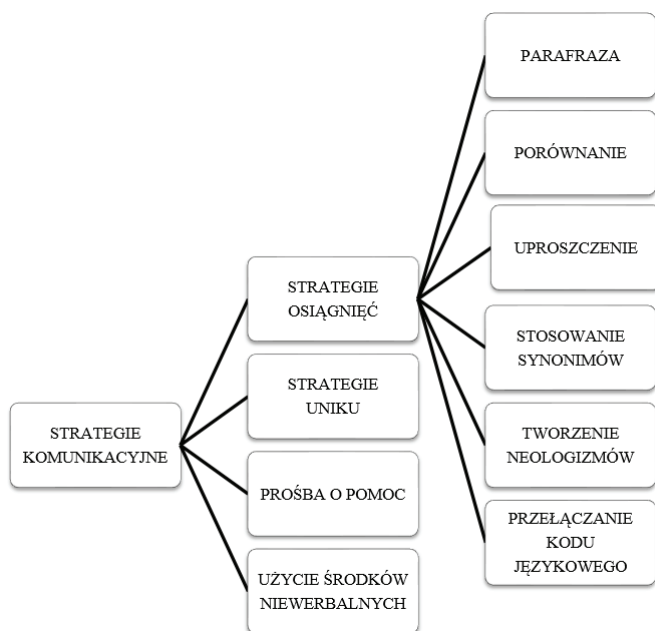 STRATEGIE
KOMUNIKACYJNE
STRATEGIE
OSIĄGNIĘĆ
STRATEGIE
UNIKU
PROŚBA O POMOC
UŻYCIE ŚRODKÓW
NIEWERBALNYCH
PARAFRAZA
PORÓWNANIE
UPROSZCZENIE
STOSOWANIE
SYNONIMÓW
TWORZENIE
NEOLOGIZMÓW
PRZEŁĄCZANIE
KODU
JĘZYKOWEGO